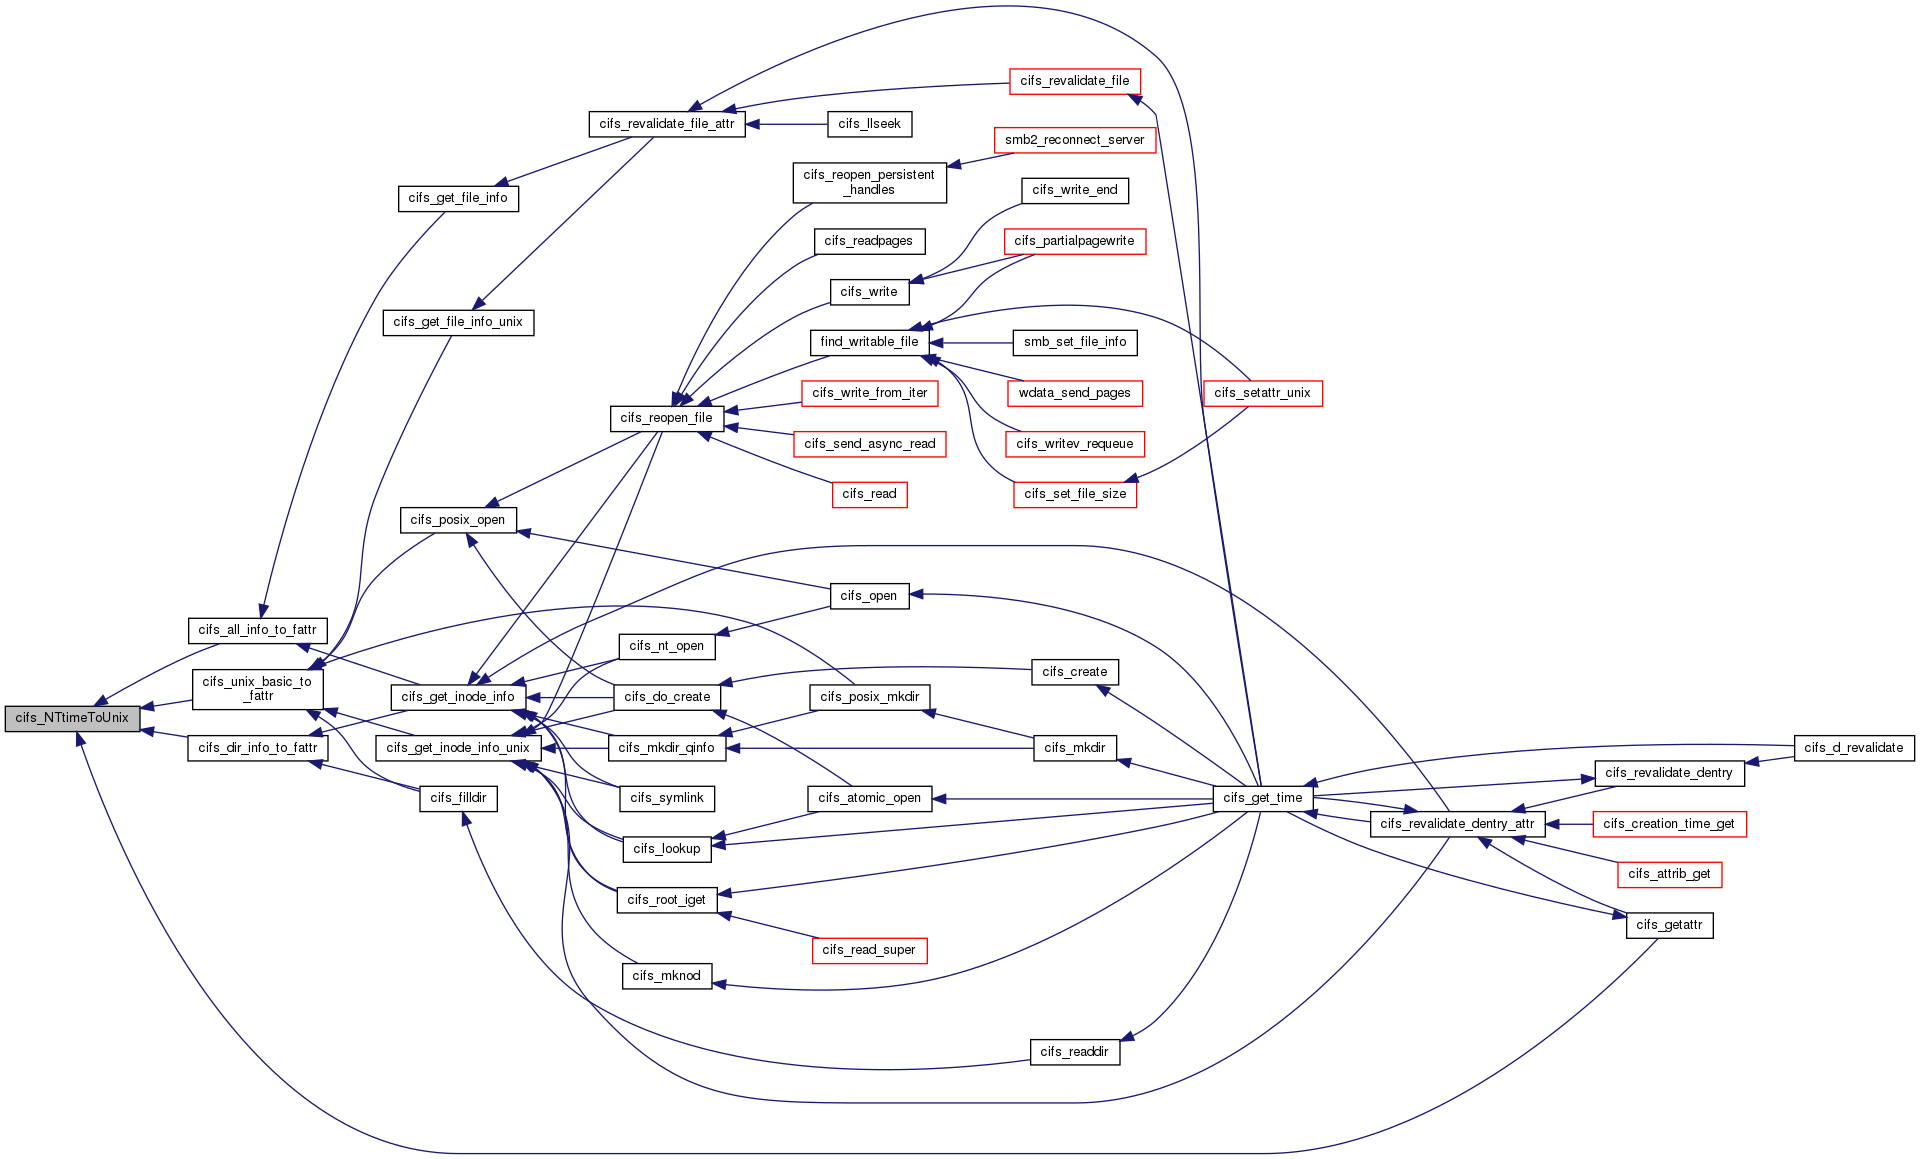 cifs_revalidate_file
cifs_revalidate_file_attr
cifs_llseek
smb2_reconnect_server
cifs_reopen_persistent
_handles
cifs_write_end
cifs_get_file_info
cifs_readpages
cifs_partialpagewrite
cifs_write
cifs_get_file_info_unix
find_writable_file
smb_set_file_info
cifs_write_from_iter
wdata_send_pages
cifs_setattr_unix
cifs_reopen_file
cifs_send_async_read
cifs_writev_requeue
cifs_read
cifs_set_file_size
cifs_posix_open
cifs_open
cifs_all_info_to_fattr
cifs_nt_open
cifs_create
cifs_unix_basic_to
_fattr
cifs_get_inode_info
cifs_do_create
cifs_posix_mkdir
cifs_NTtimeToUnix
cifs_dir_info_to_fattr
cifs_get_inode_info_unix
cifs_mkdir_qinfo
cifs_mkdir
cifs_d_revalidate
cifs_revalidate_dentry
cifs_filldir
cifs_symlink
cifs_atomic_open
cifs_get_time
cifs_revalidate_dentry_attr
cifs_creation_time_get
cifs_lookup
cifs_attrib_get
cifs_root_iget
cifs_getattr
cifs_read_super
cifs_mknod
cifs_readdir